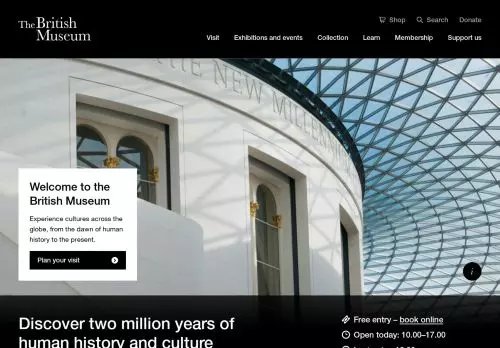 The British
Museum
Shop
Search
Donate
Visit
Exhibitions and events
Collection
Learn
Membership
Support us
THE NEW MILLENNI
Welcome to the
British Museum
Experience cultures across the
globe, from the dawn of human
history to the present.
Plan your visit
i
Discover two million years of
human history and culture
Free entry – book online
Open today: 10.00–17.00